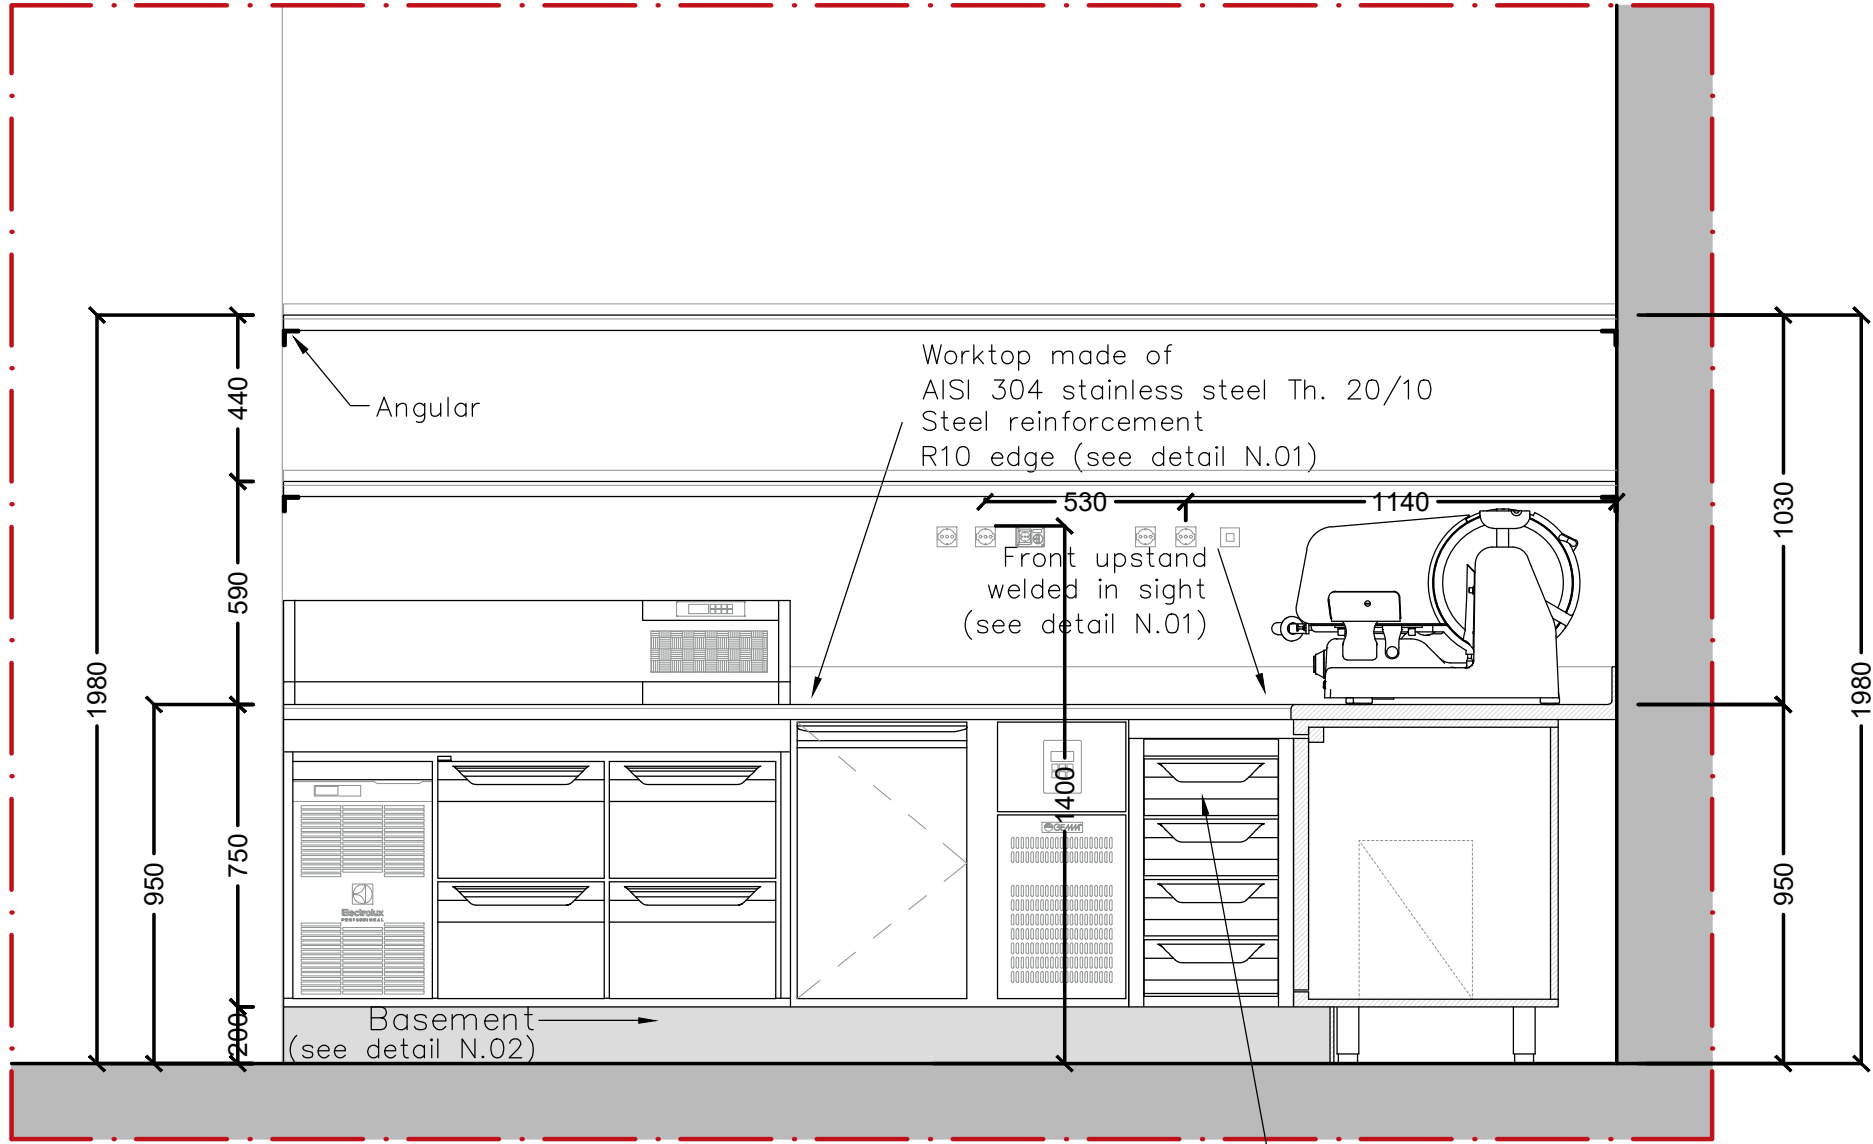 Worktop made of
AISI 304 stainless steel Th. 20/10
Steel reinforcement
R10 edge (see detail N.01)
Angular
440
530
1140
1030
Front upstand
welded in sight
(see detail N.01)
590
1980
1980
1400
GEMM
750
950
950
Electrolux
PROFESSIONAL
200
Basement
(see detail N.02)